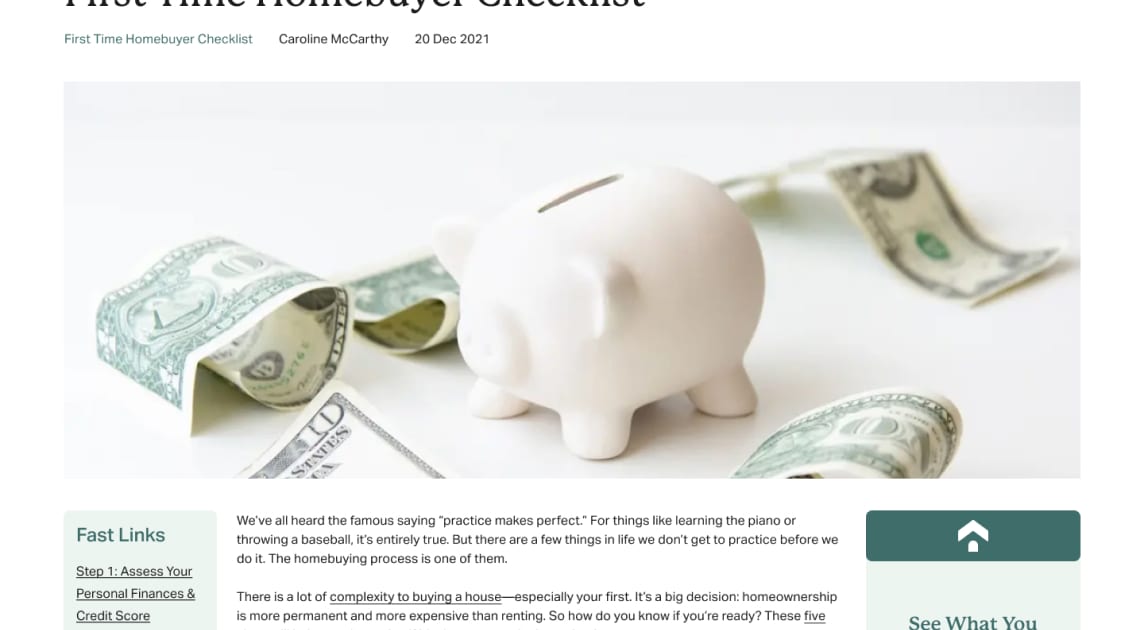 First Time Homebuyer Checklist
First Time Homebuyer Checklist Caroline McCarthy 20 Dec 2021
STATES
Fast Links
Step 1: Assess Your
Personal Finances &
Credit Score
We've all heard the famous saying “practice makes perfect.” For things like learning the piano or
throwing a baseball, it's entirely true. But there are a few things in life we don't get to practice before we
do it. The homebuying process is one of them.
There is a lot of complexity to buying a house—especially your first. It's a big decision: homeownership
is more permanent and more expensive than renting. So how do you know if you're ready? These five
See What You